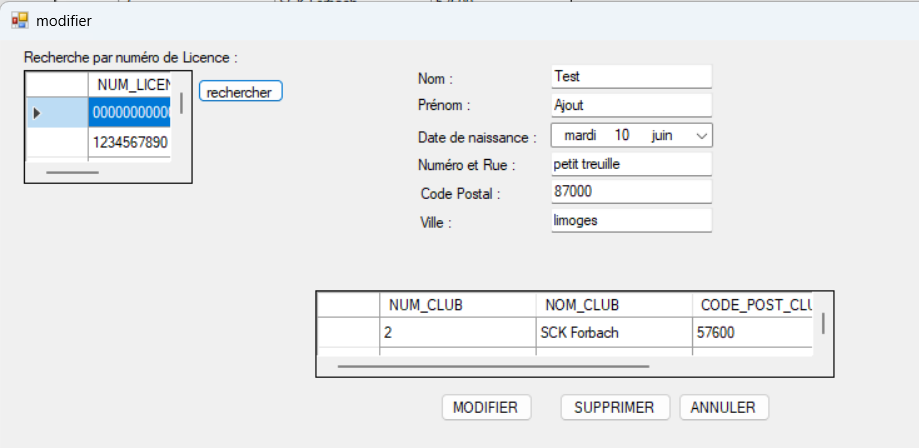 modifier
Recherche par numéro de Licence :
NUM_LICEN
00000000000
1234567890
rechercher
Nom : Test
Prénom : Ajout
Date de naissance : mardi 10 juin
Numéro et Rue : petit treuille
Code Postal : 87000
Ville : limoges
NUM_CLUB NOM_CLUB CODE_POST_CLU
2 SCK Forbach 57600
MODIFIER SUPPRIMER ANNULER